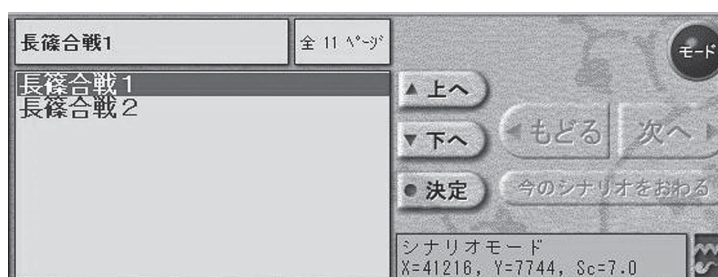 長篠合戦1
全 11 ﾍﾟｰｼﾞ
モード
長篠合戦１
長篠合戦２
▲ 上へ
▼ 下へ
● 決定
もどる
次へ
今のシナリオをおわる
シナリオモード
X=41216, Y=7744, Sc=7.0